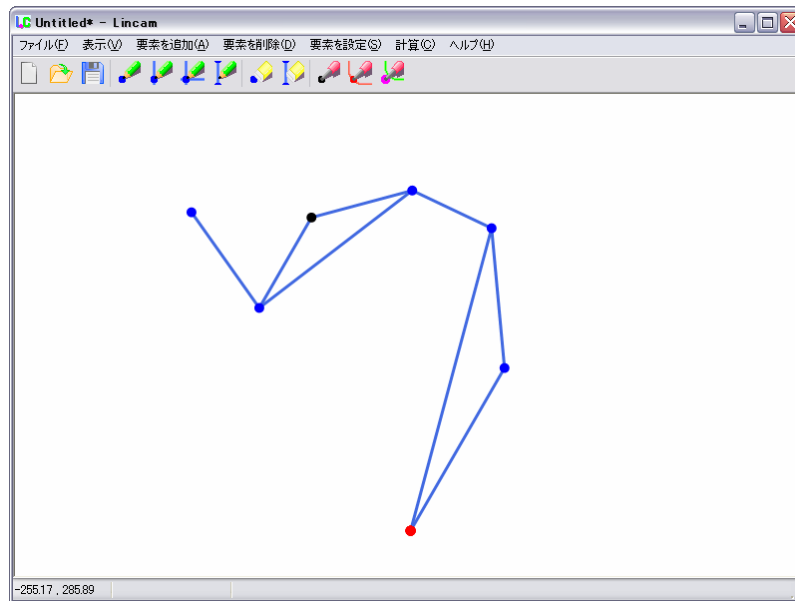 LC Untitled* - Lincam
ファイル(F) 表示(V) 要素を追加(A) 要素を削除(D) 要素を設定(S) 計算(C) ヘルプ(H)
-255.17 , 285.89